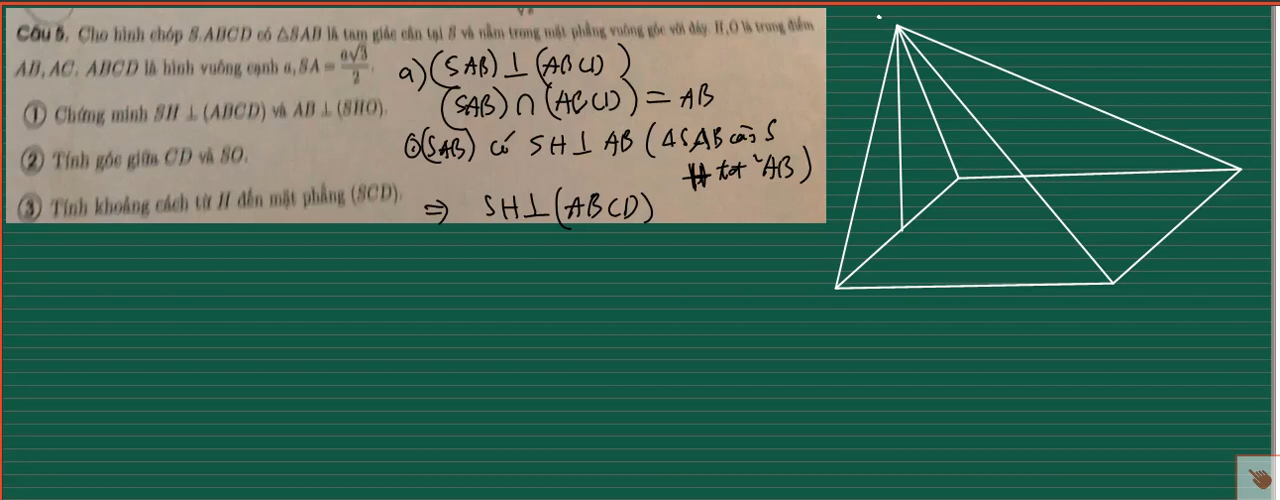 Câu 5. Cho hình chóp S.ABCD có △SAB là tam giác cân tại S và nằm trong mặt phẳng vuông góc với đáy. H,O là trung điểm
AB, AC. ABCD là hình vuông cạnh a, SA = a√3/2.
① Chứng minh SH ⊥ (ABCD) và AB ⊥ (SHO).
② Tính góc giữa CD và SO.
③ Tính khoảng cách từ H đến mặt phẳng (SCD).
a) (SAB) ⊥ (ABCD)
(SAB) ∩ (ABCD) = AB
(SAB) có SH ⊥ AB (△SAB cân S
H tđ AB)
⇒ SH ⊥ (ABCD)